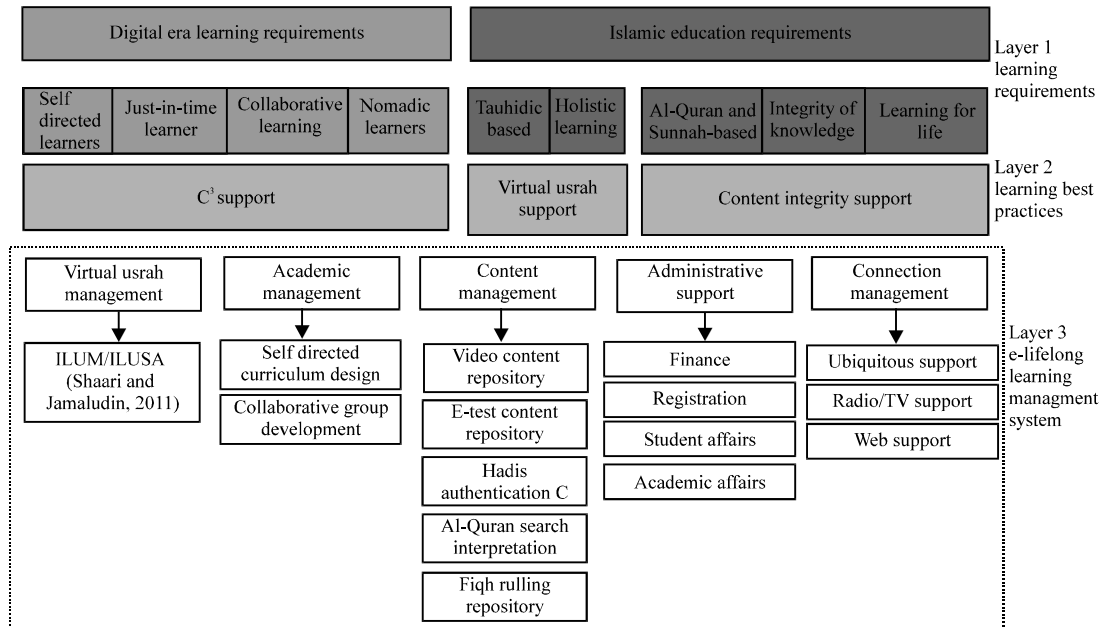 Digital era learning requirements
Islamic education requirements
Layer 1
learning
requirements
Self
directed
learners
Just-in-time
learner
Collaborative
learning
Nomadic
learners
Tauhidic
based
Holistic
learning
Al-Quran and
Sunnah-based
Integrity of
knowledge
Learning for
life
C³ support
Virtual usrah
support
Content integrity support
Layer 2
learning best
practices
Virtual usrah
management
Academic
management
Content
management
Administrative
support
Connection
management
ILUM/ILUSA
(Shaari and
Jamaludin, 2011)
Self directed
curriculum design
Collaborative group
development
Video content
repository
E-test content
repository
Hadis
authentication C
Al-Quran search
interpretation
Fiqh rulling
repository
Finance
Registration
Student affairs
Academic affairs
Ubiquitous support
Radio/TV support
Web support
Layer 3
e-lifelong
learning
managment
system